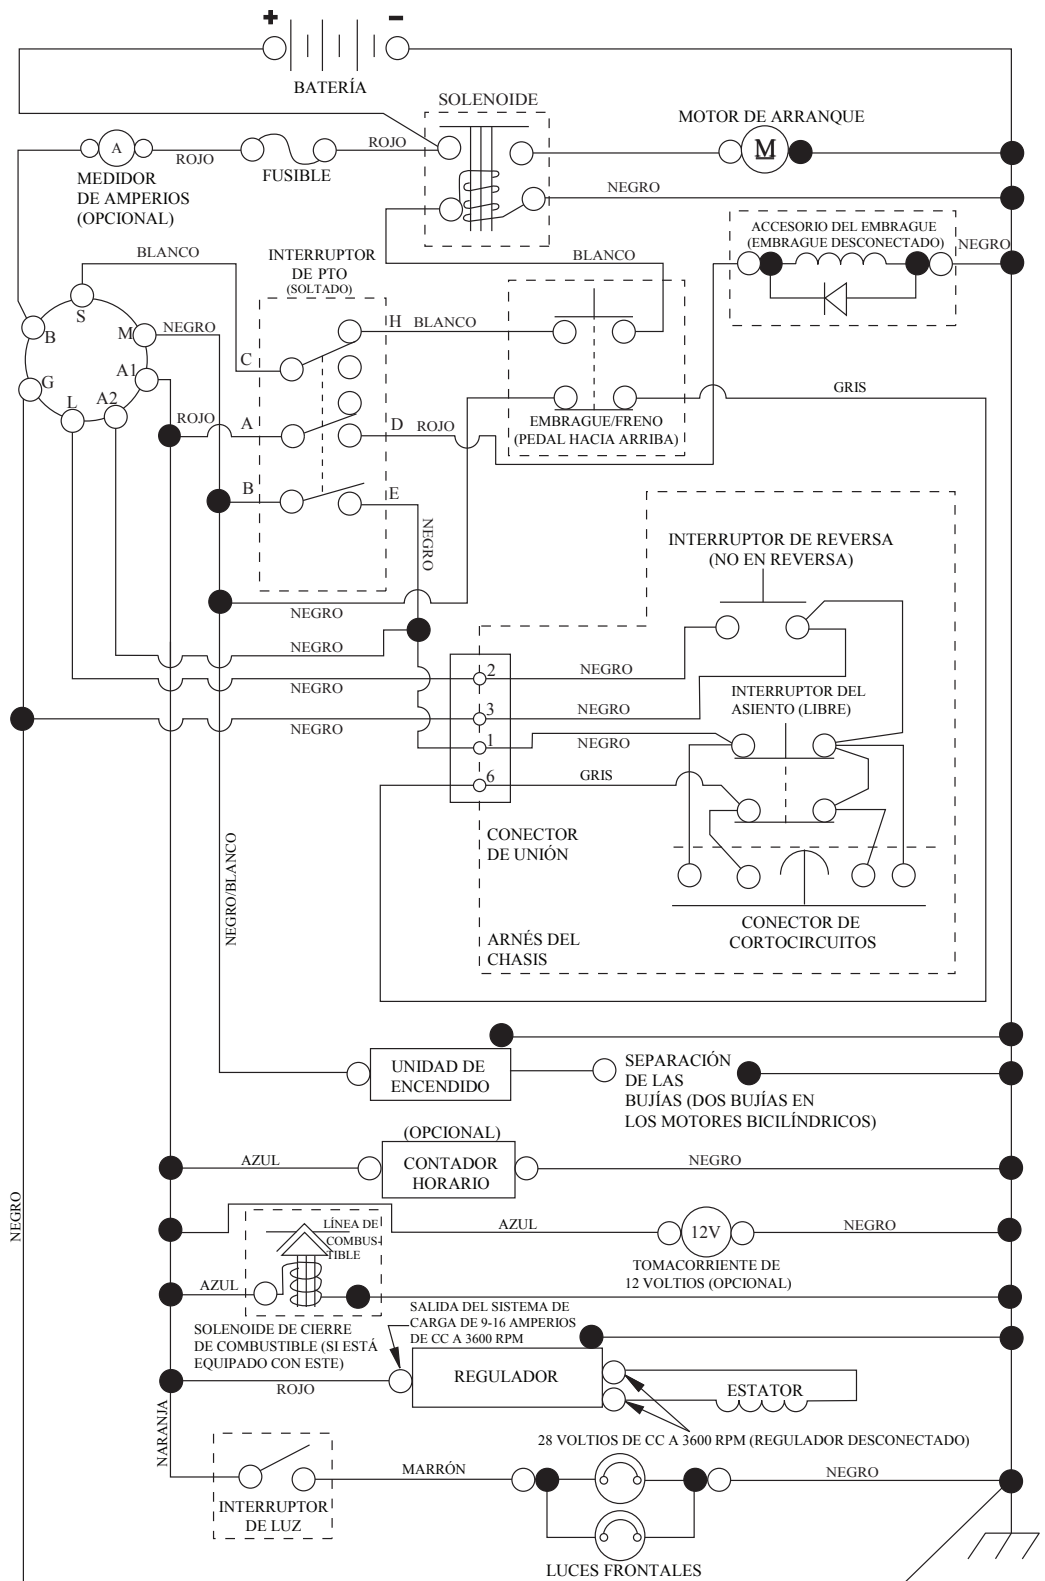 + −
BATERÍA
SOLENOIDE
MOTOR DE ARRANQUE
A
ROJO
FUSIBLE
ROJO
M
MEDIDOR
DE AMPERIOS
(OPCIONAL)
NEGRO
ACCESORIO DEL EMBRAGUE
(EMBRAGUE DESCONECTADO)
NEGRO
BLANCO
INTERRUPTOR
DE PTO
(SOLTADO)
BLANCO
S
B
M
NEGRO
H
BLANCO
C
G
A1
L
A2
GRIS
ROJO
A
D
ROJO
EMBRAGUE/FRENO
(PEDAL HACIA ARRIBA)
B
E
NEGRO
INTERRUPTOR DE REVERSA
(NO EN REVERSA)
NEGRO
NEGRO
2
NEGRO
NEGRO
INTERRUPTOR DEL
ASIENTO (LIBRE)
3
NEGRO
NEGRO
1
NEGRO
6
GRIS
CONECTOR
DE UNIÓN
NEGRO/BLANCO
CONECTOR DE
CORTOCIRCUITOS
ARNÉS DEL
CHASIS
UNIDAD DE
ENCENDIDO
SEPARACIÓN
DE LAS
BUJÍAS (DOS BUJÍAS EN
LOS MOTORES BICILÍNDRICOS)
(OPCIONAL)
AZUL
CONTADOR
HORARIO
NEGRO
NEGRO
LÍNEA DE
COMBUS-
TIBLE
AZUL
12V
NEGRO
TOMACORRIENTE DE
12 VOLTIOS (OPCIONAL)
AZUL
SOLENOIDE DE CIERRE
DE COMBUSTIBLE (SI ESTÁ
EQUIPADO CON ESTE)
SALIDA DEL SISTEMA DE
CARGA DE 9-16 AMPERIOS
DE CC A 3600 RPM
REGULADOR
ROJO
ESTATOR
NARANJA
28 VOLTIOS DE CC A 3600 RPM (REGULADOR DESCONECTADO)
MARRÓN
NEGRO
INTERRUPTOR
DE LUZ
LUCES FRONTALES